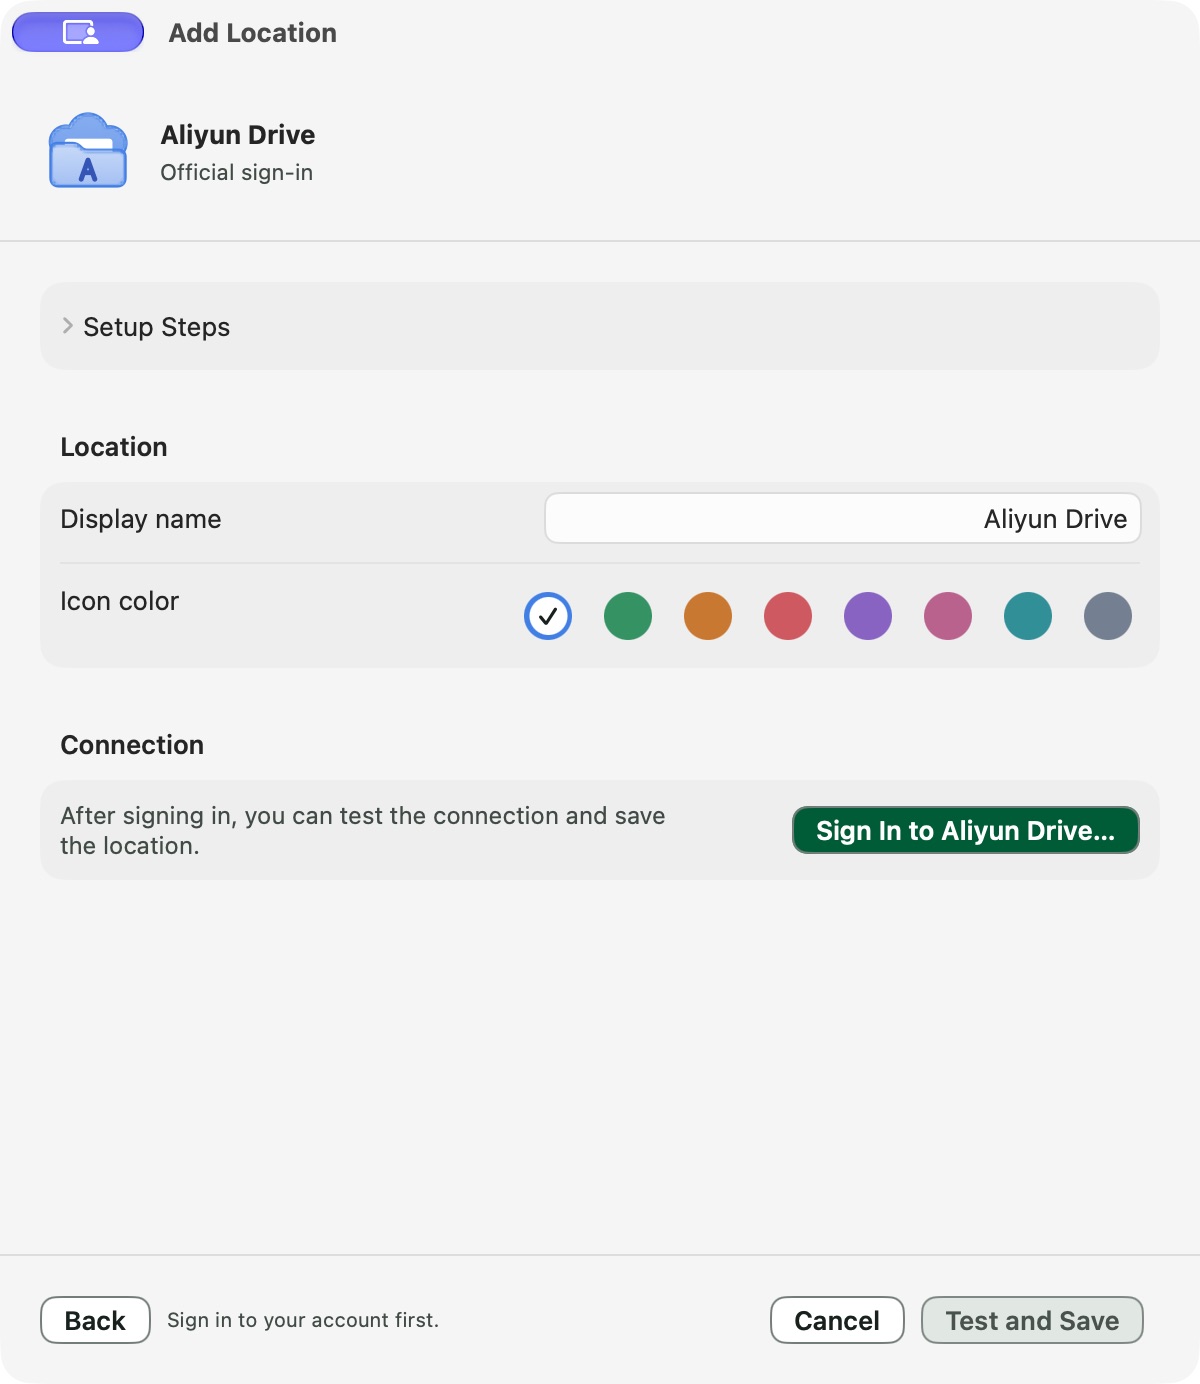 Add Location
Aliyun Drive
Official sign-in
Setup Steps
Location
Display name
Aliyun Drive
Icon color
Connection
After signing in, you can test the connection and save
the location.
Sign In to Aliyun Drive...
Back
Sign in to your account first.
Cancel
Test and Save